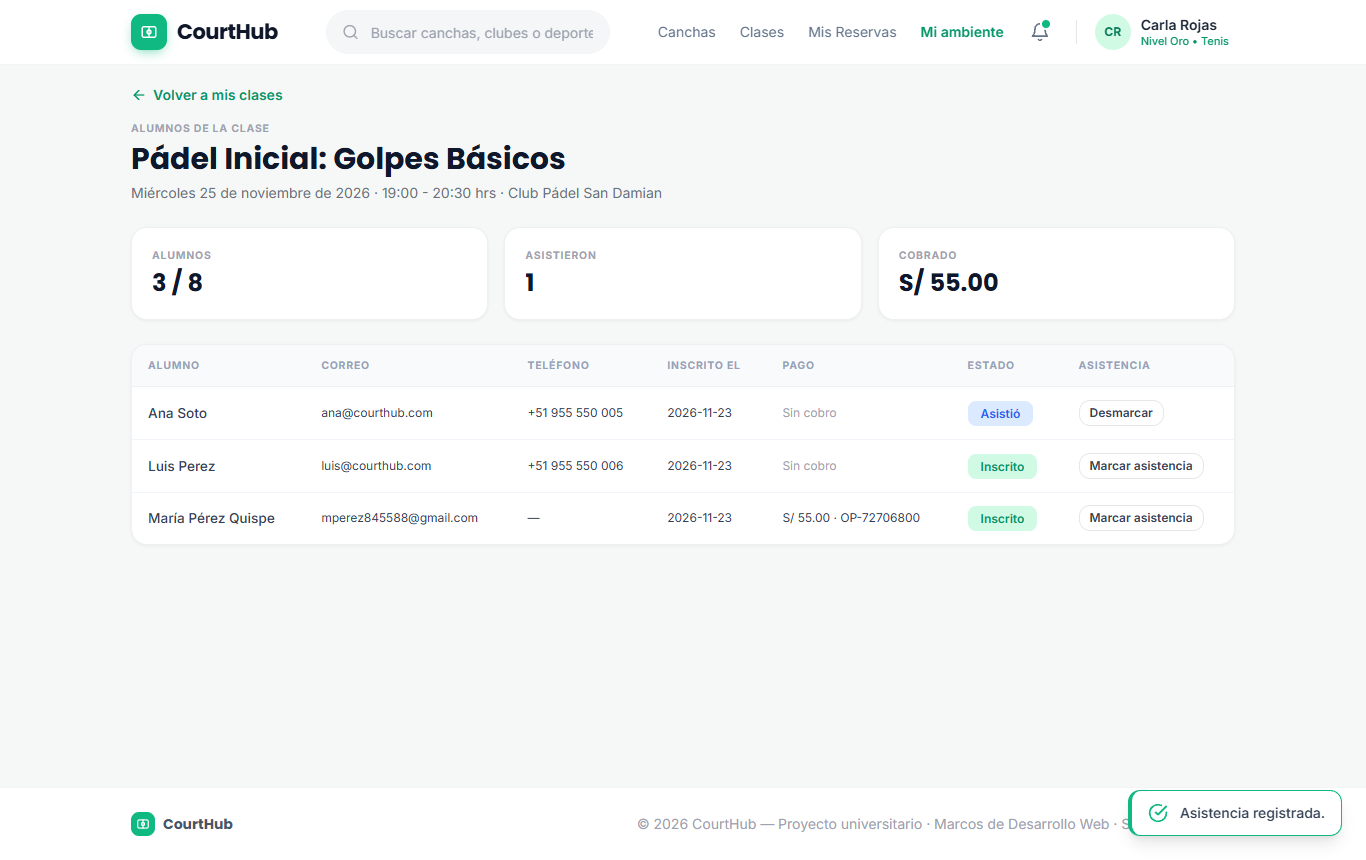 CourtHub
Buscar canchas, clubes o deporte
Canchas
Clases
Mis Reservas
Mi ambiente
CR
Carla Rojas
Nivel Oro • Tenis
Volver a mis clases
ALUMNOS DE LA CLASE
Pádel Inicial: Golpes Básicos
Miércoles 25 de noviembre de 2026 · 19:00 - 20:30 hrs · Club Pádel San Damian
ALUMNOS
3 / 8
ASISTIERON
1
COBRADO
S/ 55.00
ALUMNO CORREO TELÉFONO INSCRITO EL PAGO ESTADO ASISTENCIA
Ana Soto ana@courthub.com +51 955 550 005 2026-11-23 Sin cobro Asistió Desmarcar
Luis Perez luis@courthub.com +51 955 550 006 2026-11-23 Sin cobro Inscrito Marcar asistencia
María Pérez Quispe mperez845588@gmail.com — 2026-11-23 S/ 55.00 · OP-72706800 Inscrito Marcar asistencia
CourtHub
© 2026 CourtHub — Proyecto universitario · Marcos de Desarrollo Web ·
Asistencia registrada.